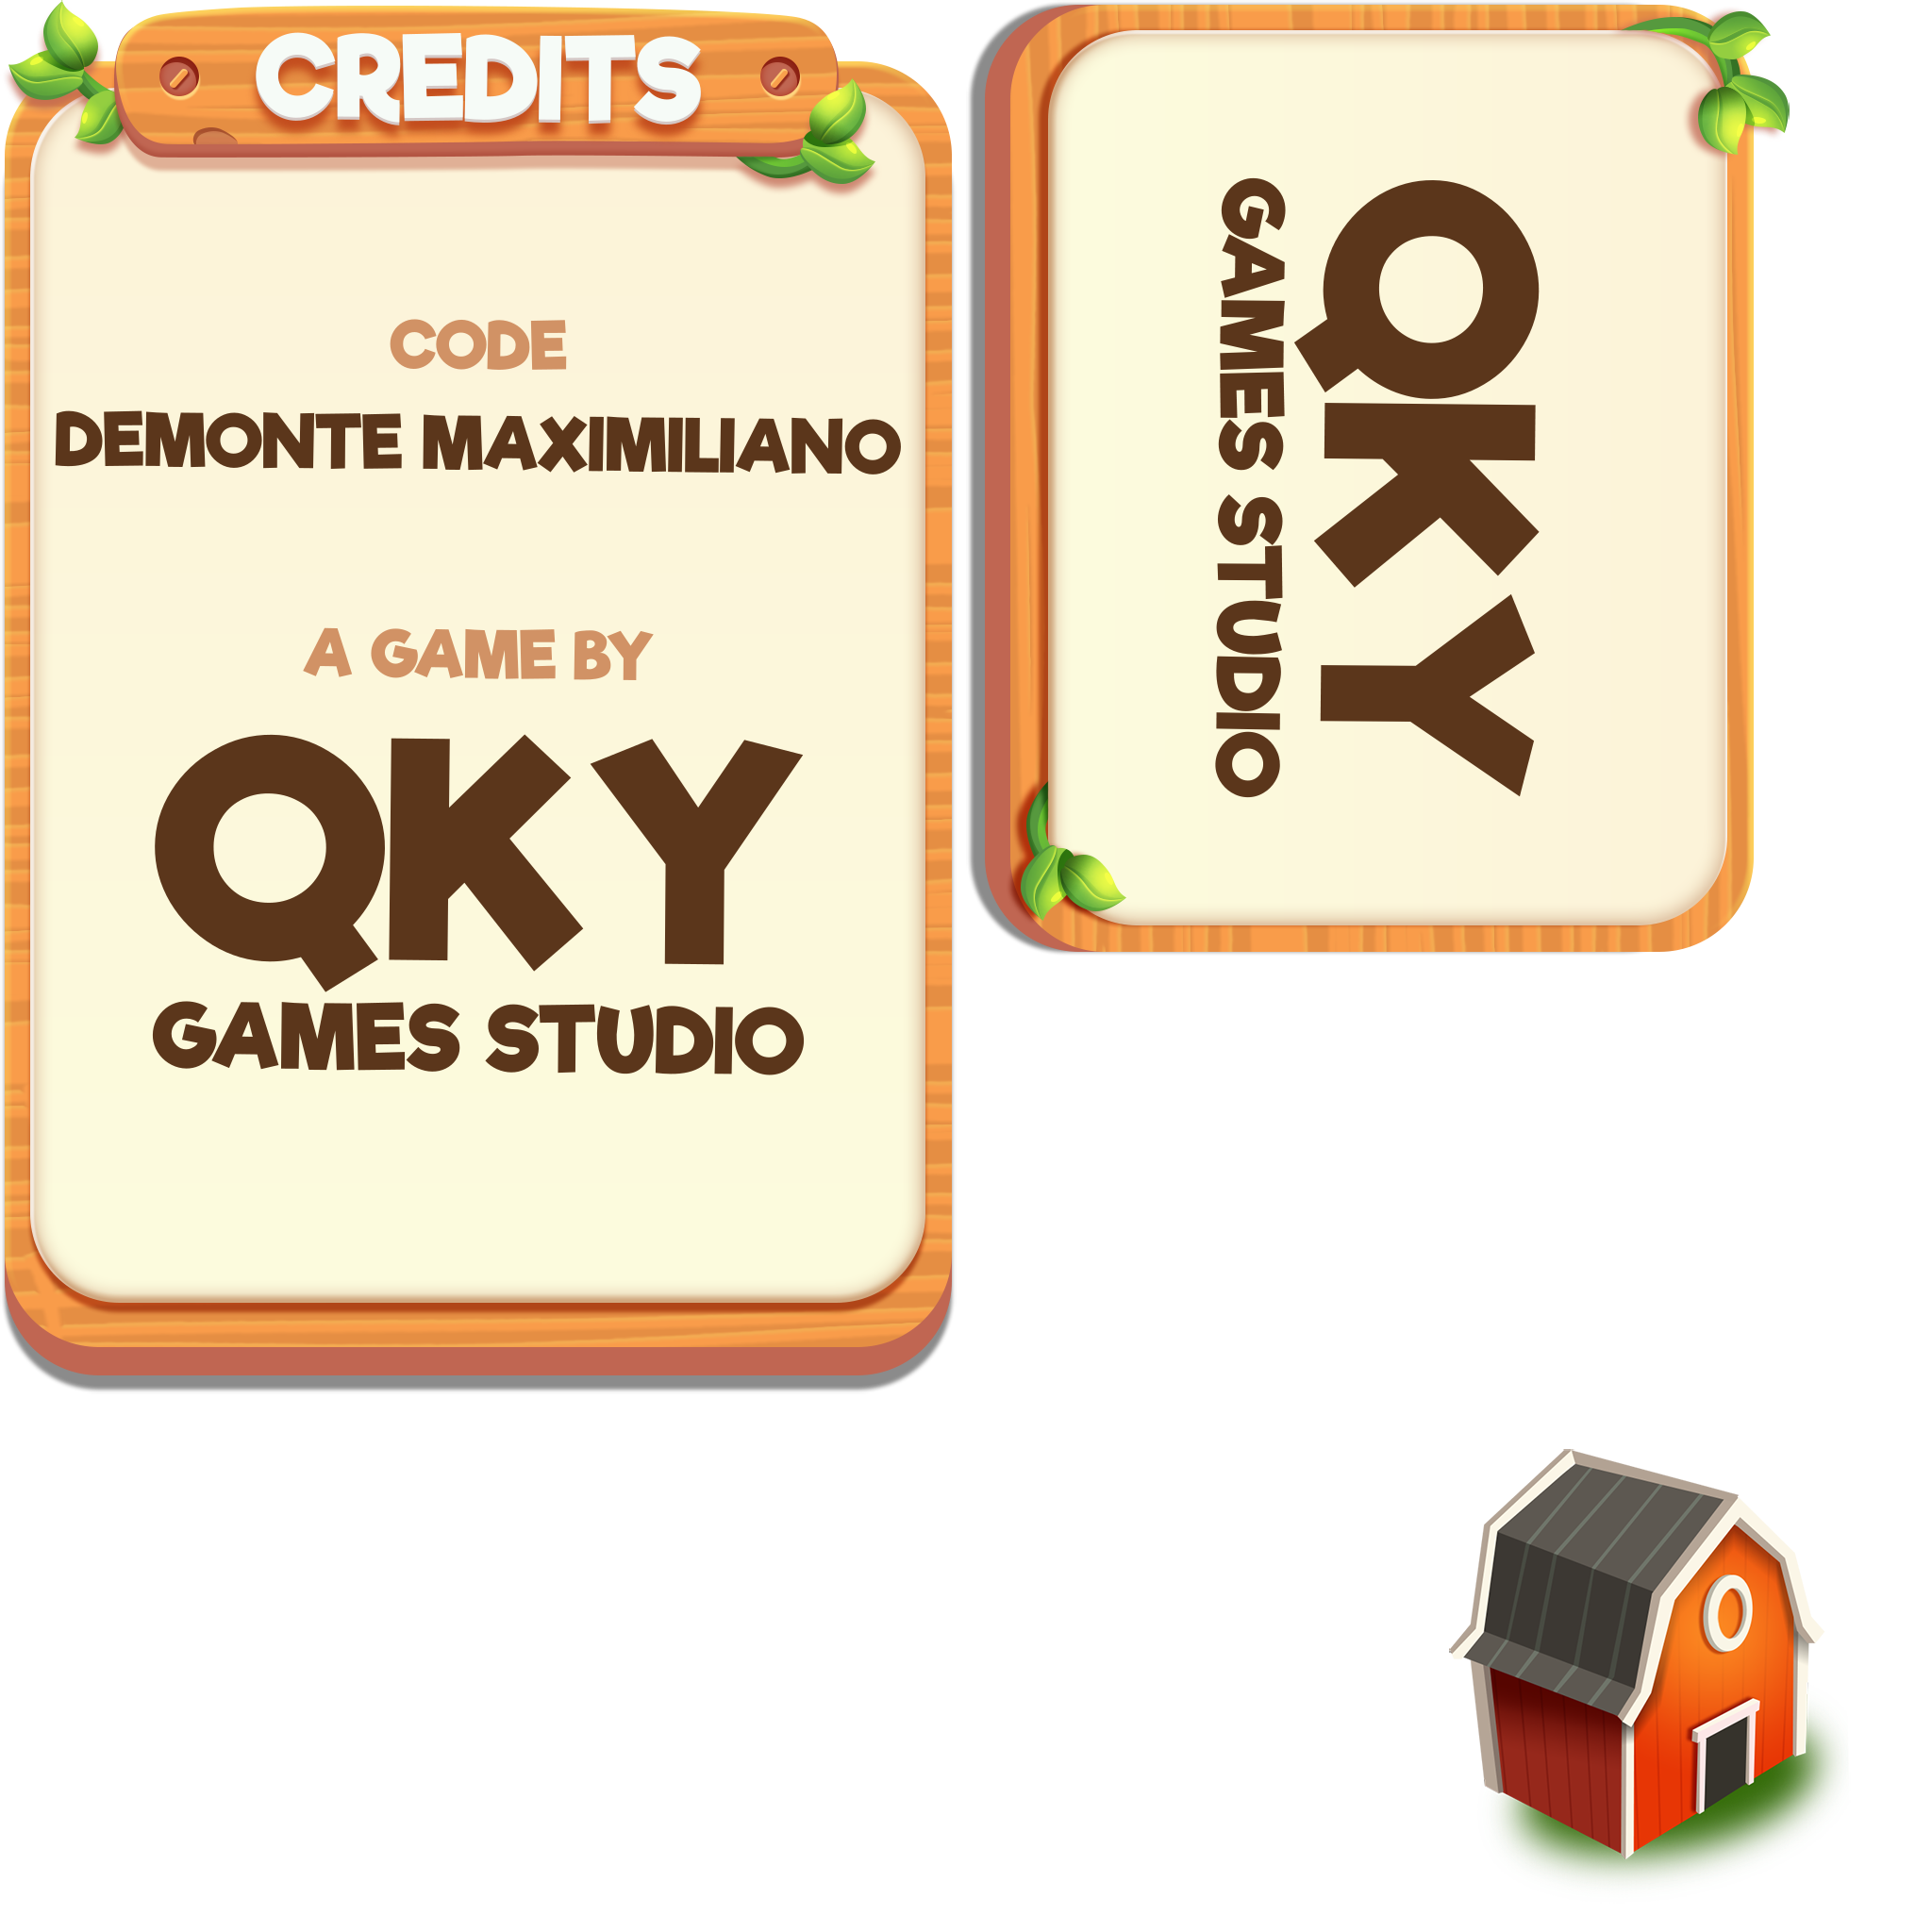 CREDITS
CODE
DEMONTE MAXIMILIANO
A GAME BY
QKY
GAMES STUDIO
QKY
GAMES STUDIO